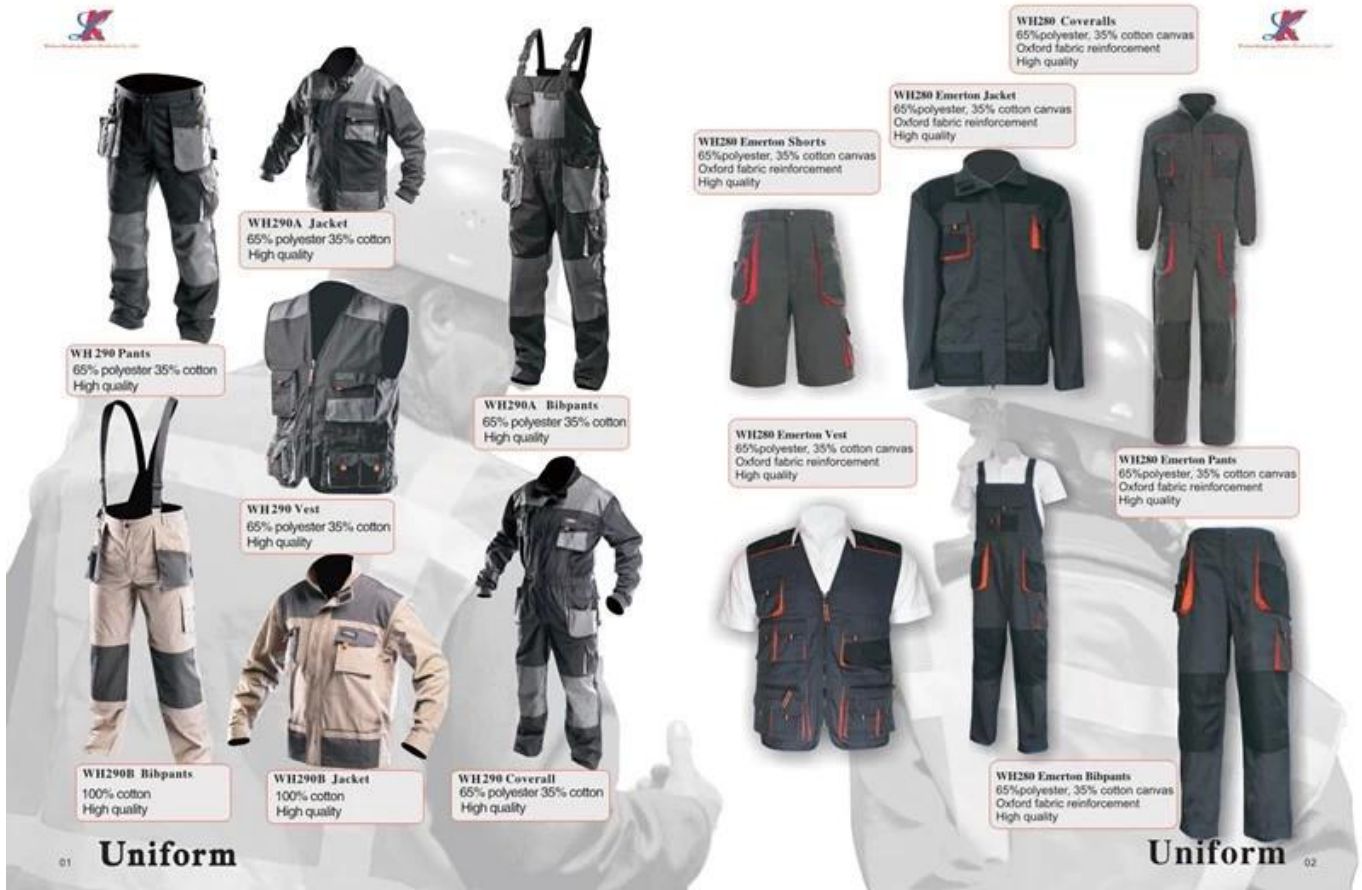 WH290A Jacket
65% polyester 35% cotton
High quality
WH 290 Pants
65% polyester 35% cotton
High quality
WH290A Bibpants
65% polyester 35% cotton
High quality
WH 290 Vest
65% polyester 35% cotton
High quality
WH290B Bibpants
100% cotton
High quality
WH290B Jacket
100% cotton
High quality
WH 290 Coverall
65% polyester 35% cotton
High quality
01
Uniform
WH280 Coveralls
65%polyester, 35% cotton canvas
Oxford fabric reinforcement
High quality
WH280 Emerton Jacket
65%polyester, 35% cotton canvas
Oxford fabric reinforcement
High quality
WH280 Emerton Shorts
65%polyester, 35% cotton canvas
Oxford fabric reinforcement
High quality
WH280 Emerton Vest
65%polyester, 35% cotton canvas
Oxford fabric reinforcement
High quality
WH280 Emerton Pants
65%polyester, 35% cotton canvas
Oxford fabric reinforcement
High quality
WH280 Emerton Bibpants
65%polyester, 35% cotton canvas
Oxford fabric reinforcement
High quality
Uniform
02